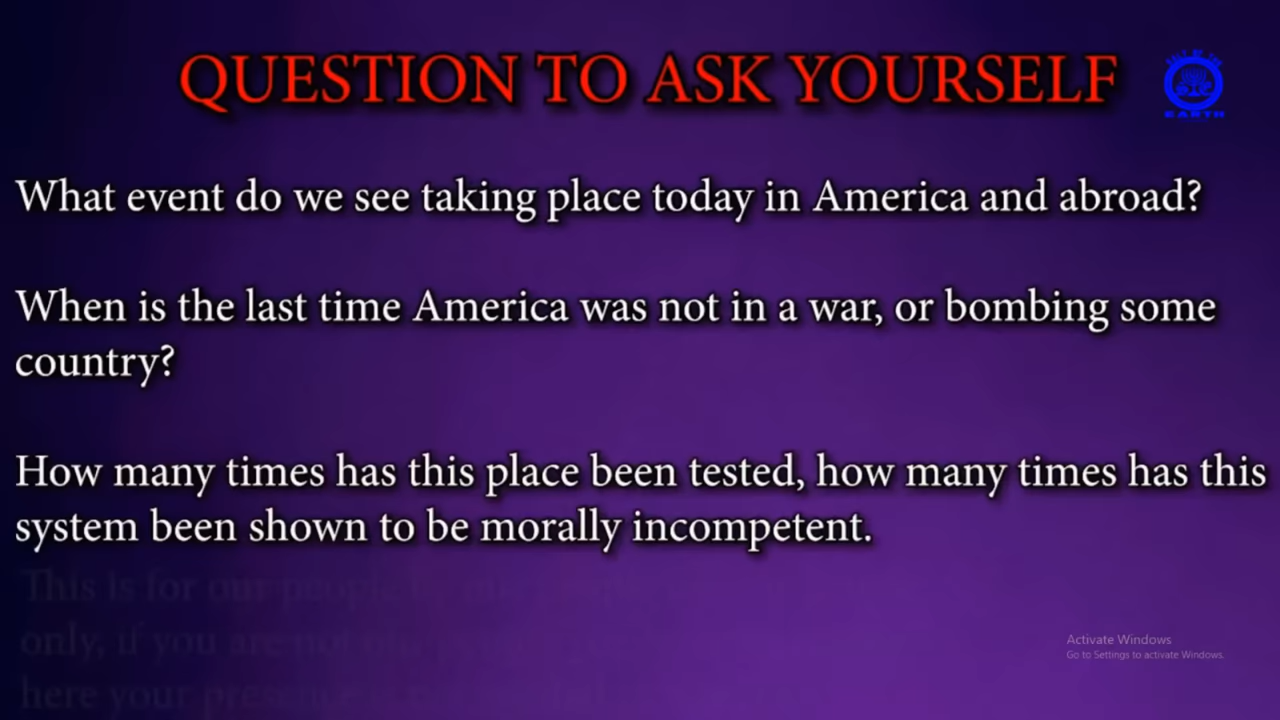 QUESTION TO ASK YOURSELF
What event do we see taking place today in America and abroad?
When is the last time America was not in a war, or bombing some
country?
How many times has this place been tested, how many times has this
system been shown to be morally incompetent.
This is for our people
only, if you are not
here your presence
Activate Windows
Go to Settings to activate Windows.
EARTH